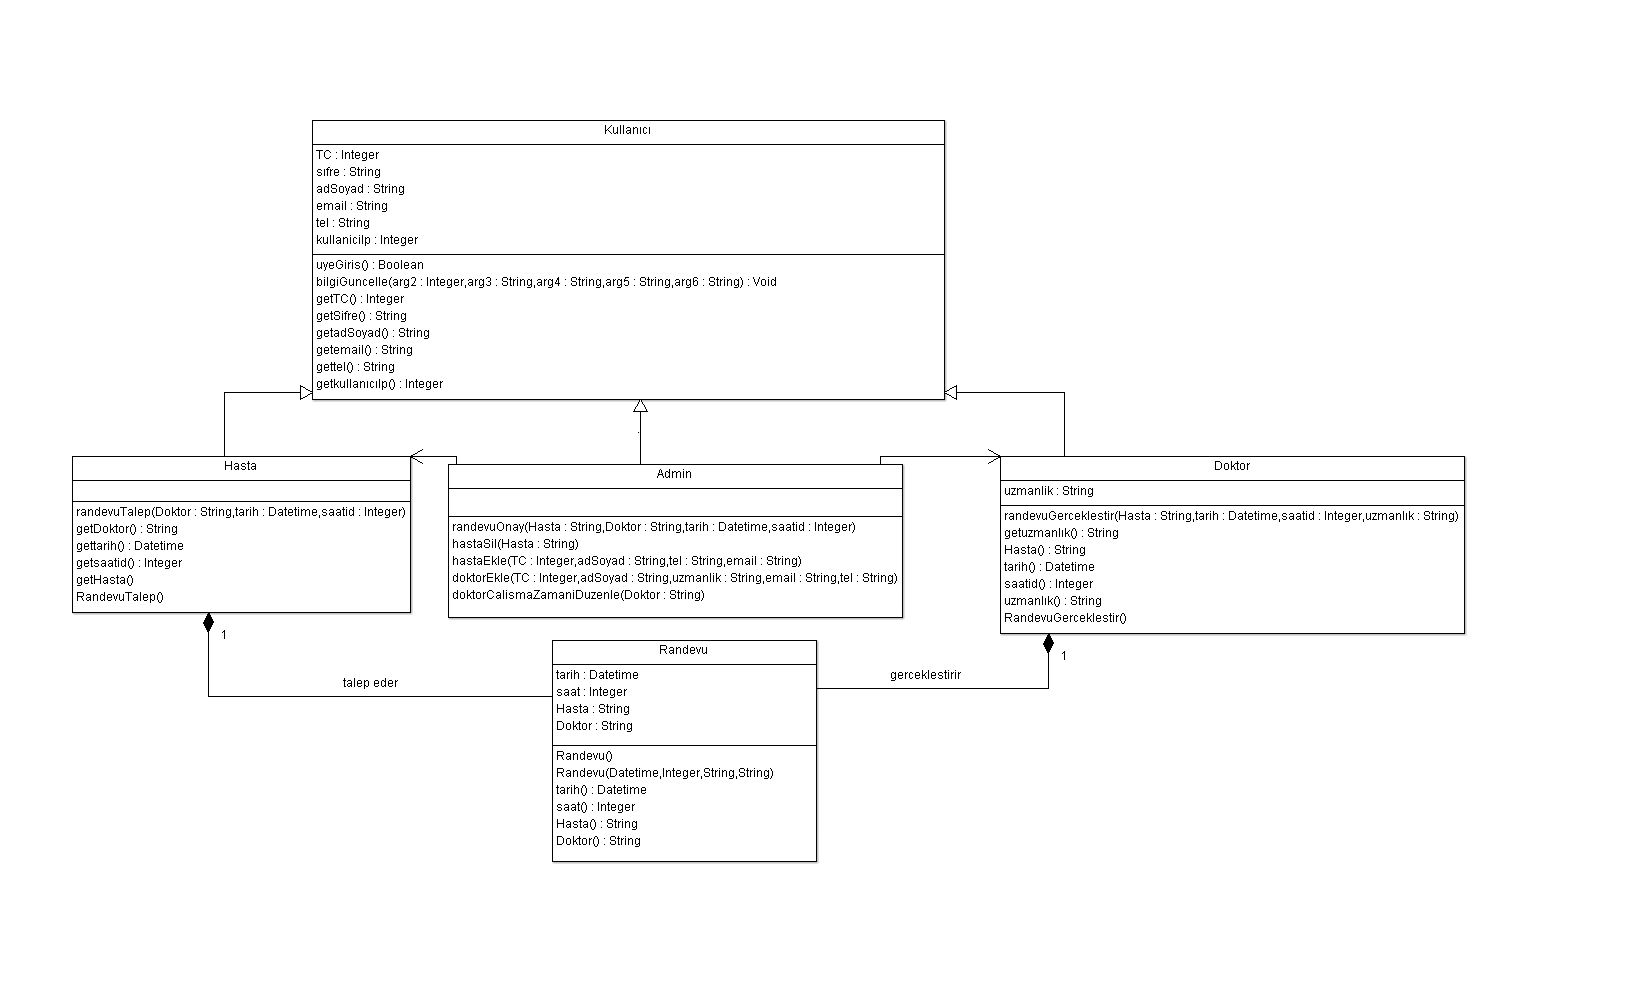 Kullanıcı
TC : Integer
sıfre : String
adSoyad : String
email : String
tel : String
kullaniciIp : Integer
uyeGiris() : Boolean
bilgiGuncelle(arg2 : Integer,arg3 : String,arg4 : String,arg5 : String,arg6 : String) : Void
getTC() : Integer
getSifre() : String
getadSoyad() : String
getemail() : String
gettel() : String
getkullanıcıIp() : Integer
Hasta
randevuTalep(Doktor : String,tarih : Datetime,saatid : Integer)
getDoktor() : String
gettarih() : Datetime
getsaatid() : Integer
getHasta()
RandevuTalep()
Admin
randevuOnay(Hasta : String,Doktor : String,tarih : Datetime,saatid : Integer)
hastaSil(Hasta : String)
hastaEkle(TC : Integer,adSoyad : String,tel : String,email : String)
doktorEkle(TC : Integer,adSoyad : String,uzmanlik : String,email : String,tel : String)
doktorCalismaZamaniDuzenle(Doktor : String)
Doktor
uzmanlik : String
randevuGerceklestir(Hasta : String,tarih : Datetime,saatid : Integer,uzmanlık : String)
getuzmanlık() : String
Hasta() : String
tarih() : Datetime
saatid() : Integer
uzmanlık() : String
RandevuGerceklestir()
1
talep eder
1
gerceklestirir
Randevu
tarih : Datetime
saat : Integer
Hasta : String
Doktor : String
Randevu()
Randevu(Datetime,Integer,String,String)
tarih() : Datetime
saat() : Integer
Hasta() : String
Doktor() : String